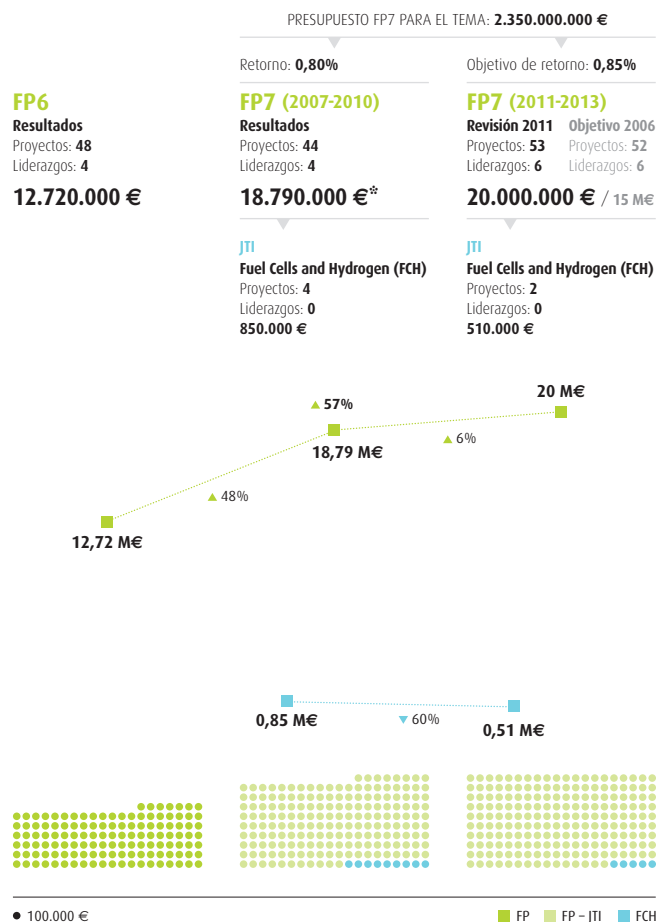 PRESUPUESTO FP7 PARA EL TEMA: 2.350.000.000 €
Retorno: 0,80%
Objetivo de retorno: 0,85%
FP6
Resultados
Proyectos: 48
Liderazgos: 4
12.720.000 €
FP7 (2007-2010)
Resultados
Proyectos: 44
Liderazgos: 4
18.790.000 €*
JTI
Fuel Cells and Hydrogen (FCH)
Proyectos: 4
Liderazgos: 0
850.000 €
FP7 (2011-2013)
Revisión 2011 Objetivo 2006
Proyectos: 53 Proyectos: 52
Liderazgos: 6 Liderazgos: 6
20.000.000 € / 15 M€
JTI
Fuel Cells and Hydrogen (FCH)
Proyectos: 2
Liderazgos: 0
510.000 €
20 M€
57%
6%
18,79 M€
48%
12,72 M€
0,85 M€
60%
0,51 M€
100.000 €
FP FP – JTI FCH